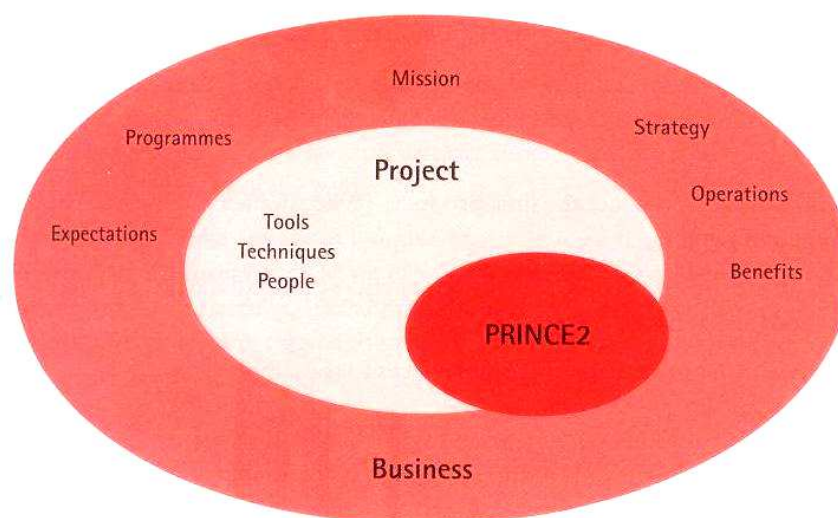 Mission
Programmes
Strategy
Project
Operations
Tools
Techniques
People
Expectations
Benefits
PRINCE2
Business